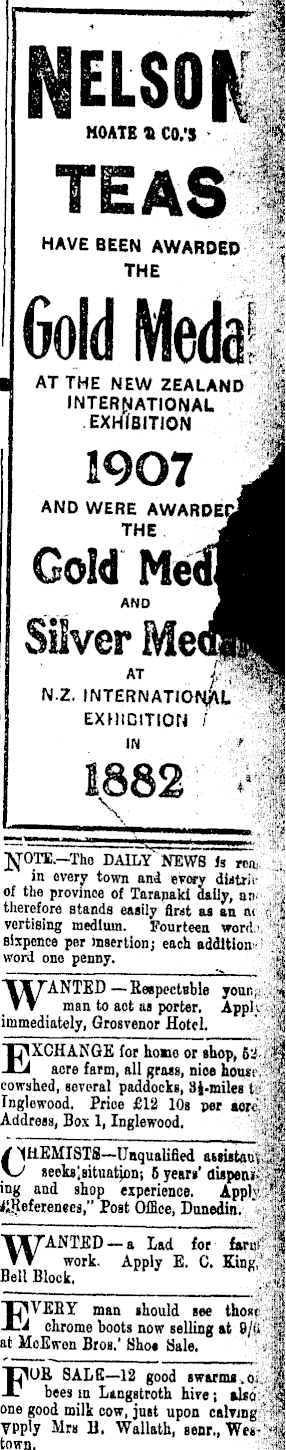 NELSON
MOATE & CO.'S
TEAS
HAVE BEEN AWARDED
THE
Gold Meda
AT THE NEW ZEALAND
INTERNATIONAL
EXHIBITION
1907
AND WERE AWARDED
THE
Gold Med
AND
Silver Meda
AT
N.Z. INTERNATIONAL
EXHIBITION
IN
1882
NOTE.—The DAILY NEWS is rea
in every town and every distri
of the province of Taranaki daily, an
therefore stands easily first as an a
vertising medium. Fourteen word
sixpence per insertion; each addition
word one penny.
WANTED — Respectable youn
man to act as porter. Appl
immediately, Grosvenor Hotel.
EXCHANGE for home or shop, 52
acre farm, all grass, nice house
cowshed, several paddocks, 3½-miles t
Inglewood. Price £12 10s per acre
Address, Box 1, Inglewood.
CHEMISTS—Unqualified assistan
seeks situation; 5 years' dispens
ing and shop experience. Apply
"References," Post Office, Dunedin.
WANTED — a Lad for farm
work. Apply E. C. King,
Bell Block.
EVERY man should see those
chrome boots now selling at 9/6
at McEwen Bros.' Shoe Sale.
FOR SALE—12 good swarms o
bees in Langstroth hive; also
one good milk cow, just upon calving
Apply Mrs B. Wallath, senr., Wes
town.